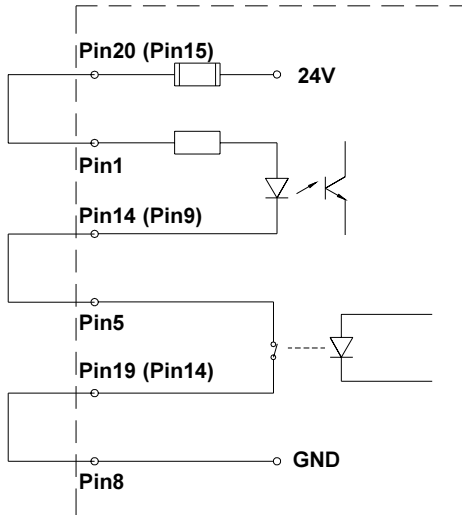 Pin20 (Pin15)
24V
Pin1
Pin14 (Pin9)
Pin5
Pin19 (Pin14)
GND
Pin8